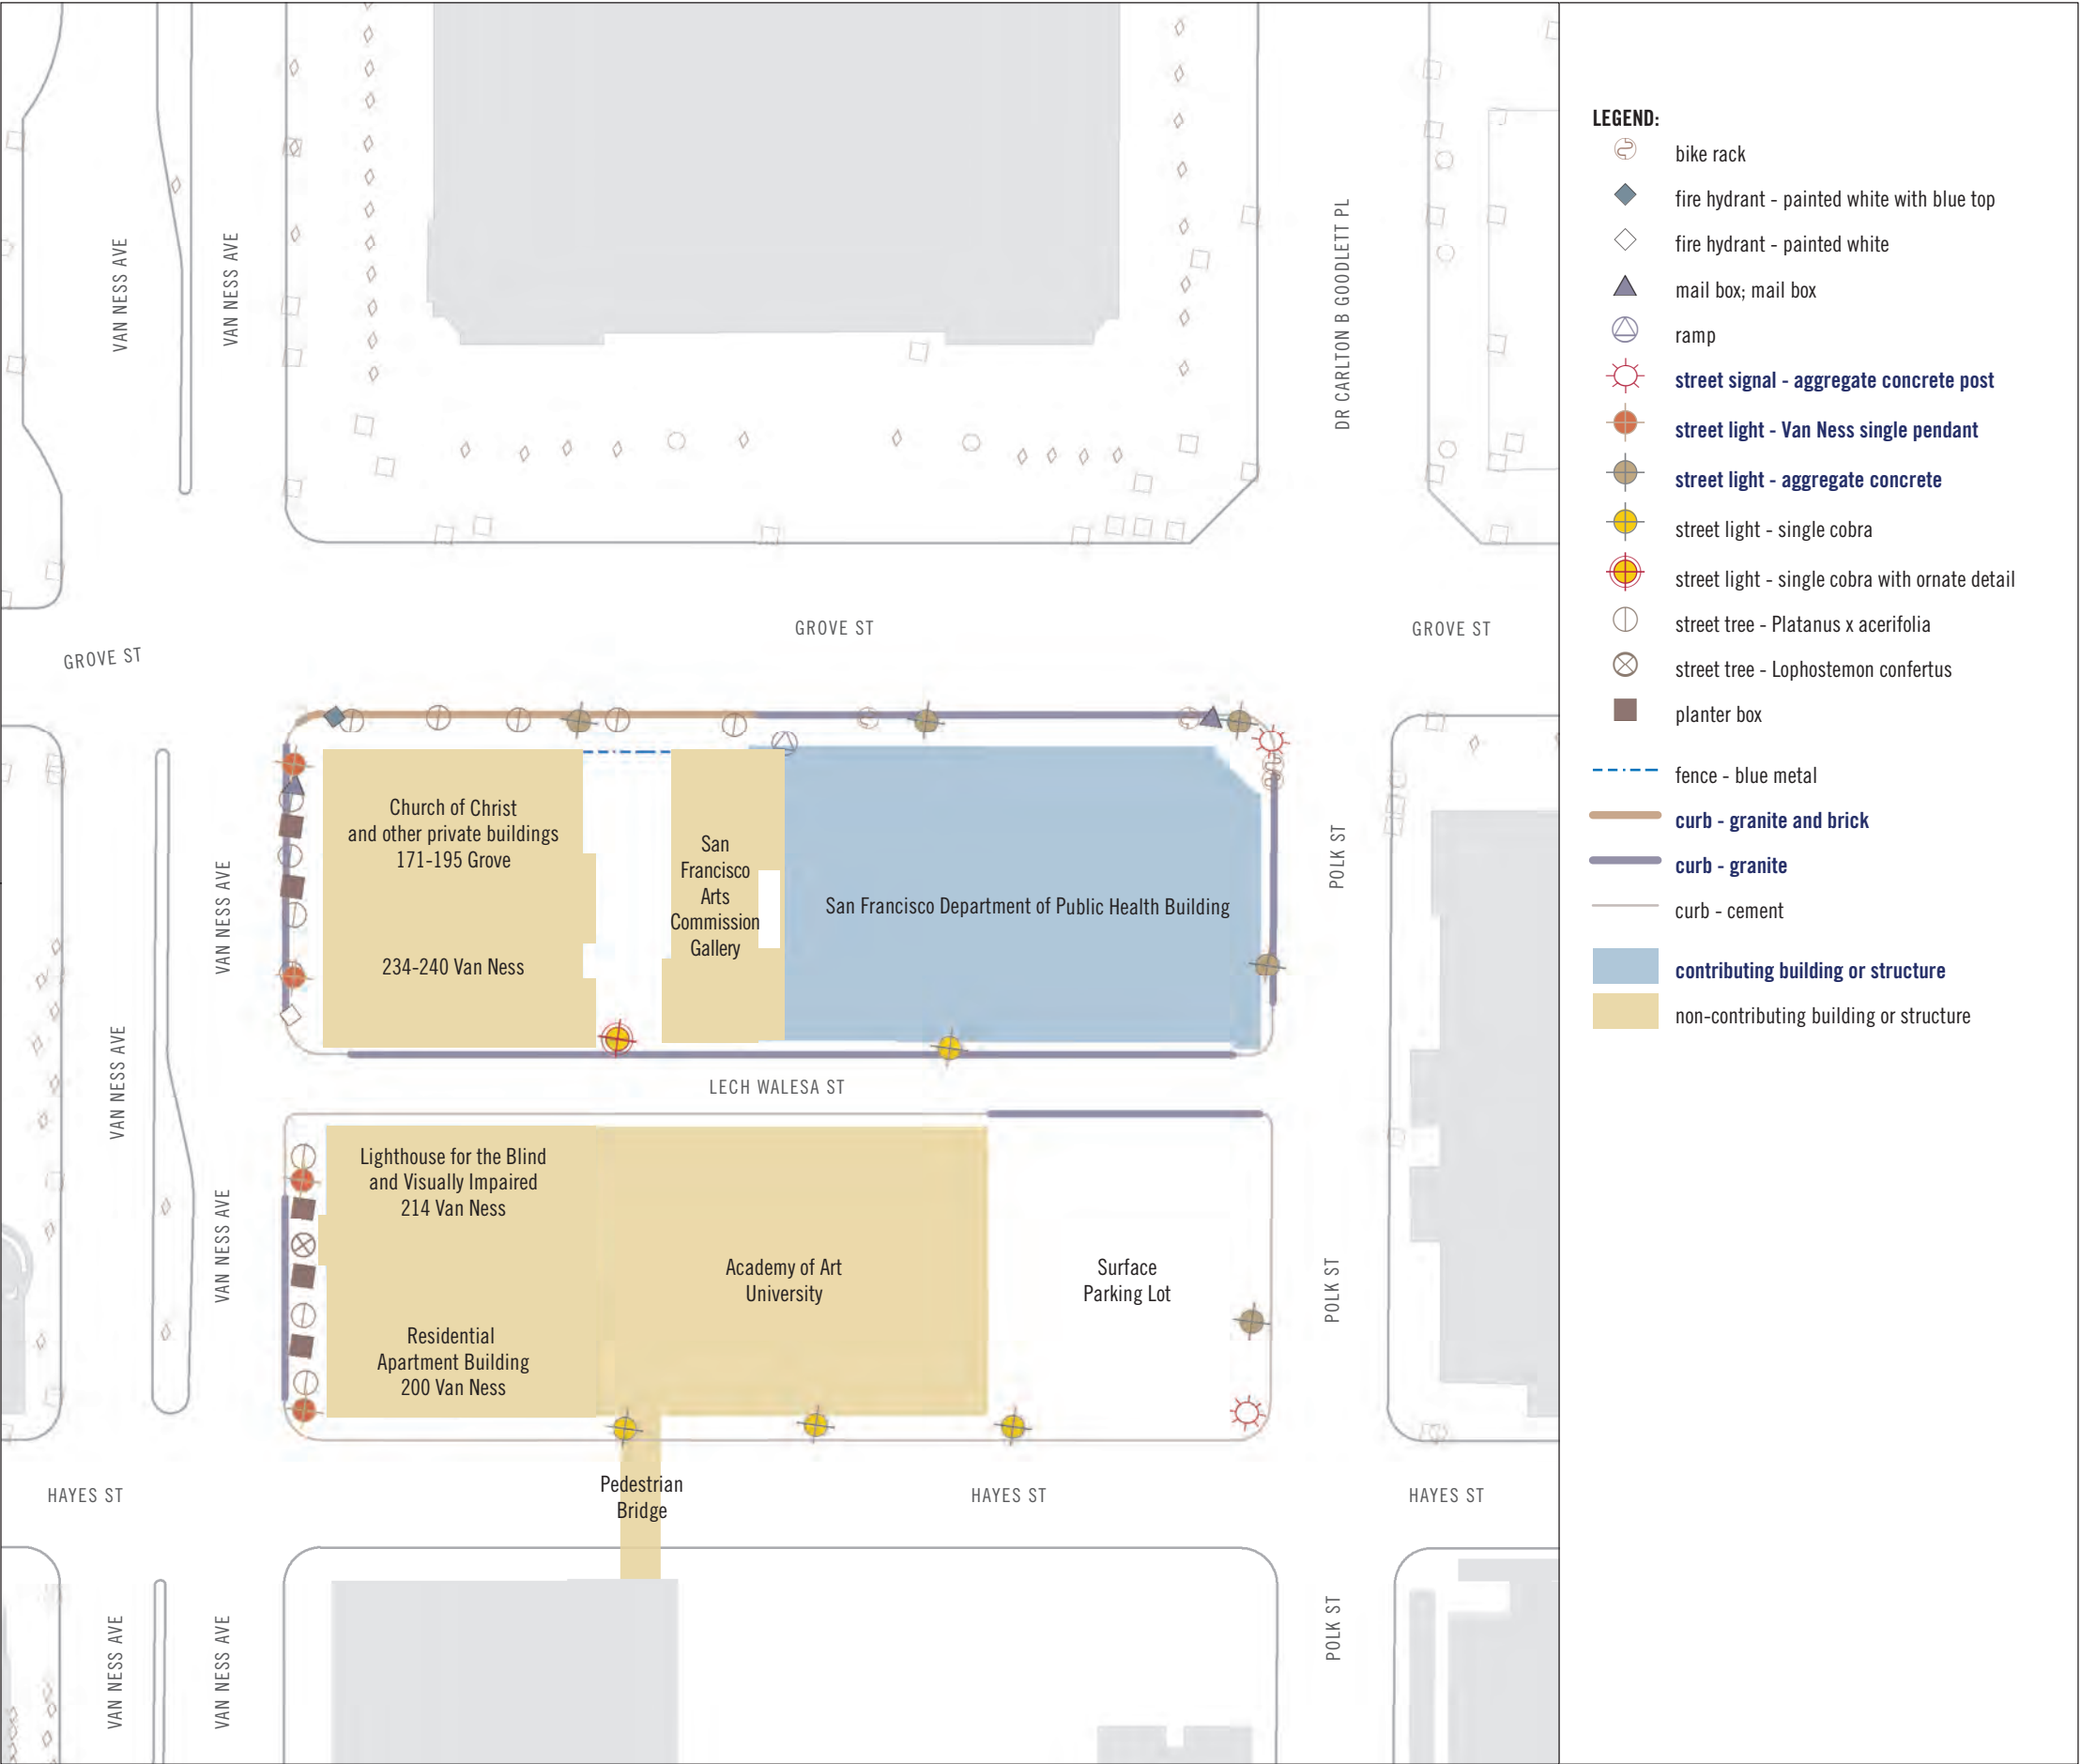 VAN NESS AVE
VAN NESS AVE
DR CARLTON B GOODLETT PL
GROVE ST
GROVE ST
GROVE ST
Church of Christ
and other private buildings
171-195 Grove
234-240 Van Ness
San
Francisco
Arts
Commission
Gallery
San Francisco Department of Public Health Building
VAN NESS AVE
POLK ST
VAN NESS AVE
LECH WALESA ST
Lighthouse for the Blind
and Visually Impaired
214 Van Ness
Residential
Apartment Building
200 Van Ness
Academy of Art
University
Surface
Parking Lot
VAN NESS AVE
POLK ST
HAYES ST
Pedestrian
Bridge
HAYES ST
HAYES ST
VAN NESS AVE
VAN NESS AVE
POLK ST
LEGEND:
bike rack
fire hydrant - painted white with blue top
fire hydrant - painted white
mail box; mail box
ramp
street signal - aggregate concrete post
street light - Van Ness single pendant
street light - aggregate concrete
street light - single cobra
street light - single cobra with ornate detail
street tree - Platanus x acerifolia
street tree - Lophostemon confertus
planter box
fence - blue metal
curb - granite and brick
curb - granite
curb - cement
contributing building or structure
non-contributing building or structure